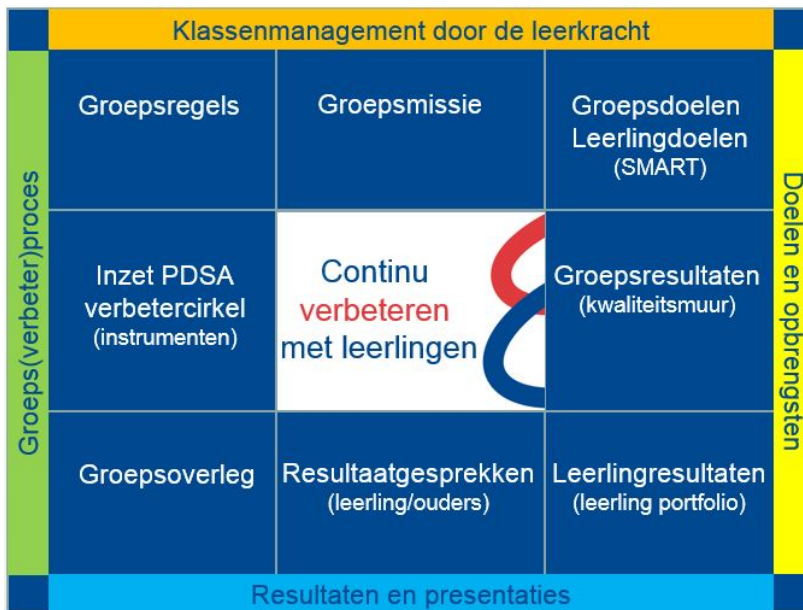 Klassenmanagement door de leerkracht
Groeps(verbeter)proces
Groepsregels
Groepsmissie
Groepsdoelen
Leerlingdoelen
(SMART)
Doelen en opbrengsten
Inzet PDSA
verbetercirkel
(instrumenten)
Continu
verbeteren
met leerlingen
Groepsresultaten
(kwaliteitsmuur)
Groepsoverleg
Resultaatgesprekken
(leerling/ouders)
Leerlingresultaten
(leerling portfolio)
Resultaten en presentaties